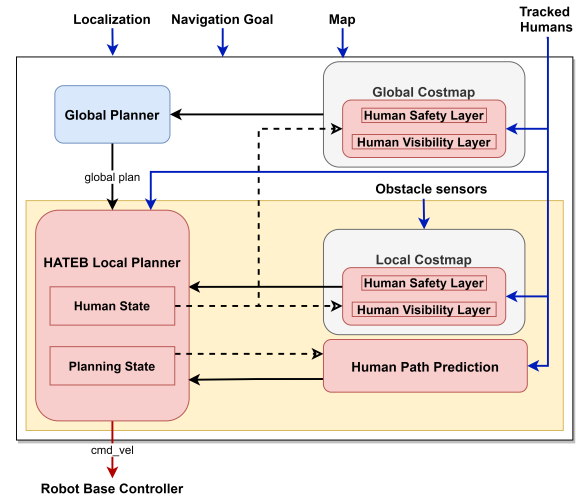 Localization
Navigation Goal
Map
Tracked
Humans
Global Planner
Global Costmap
Human Safety Layer
Human Visibility Layer
global plan
Obstacle sensors
HATEB Local Planner
Local Costmap
Human Safety Layer
Human State
Human Visibility Layer
Planning State
Human Path Prediction
cmd_vel
Robot Base Controller